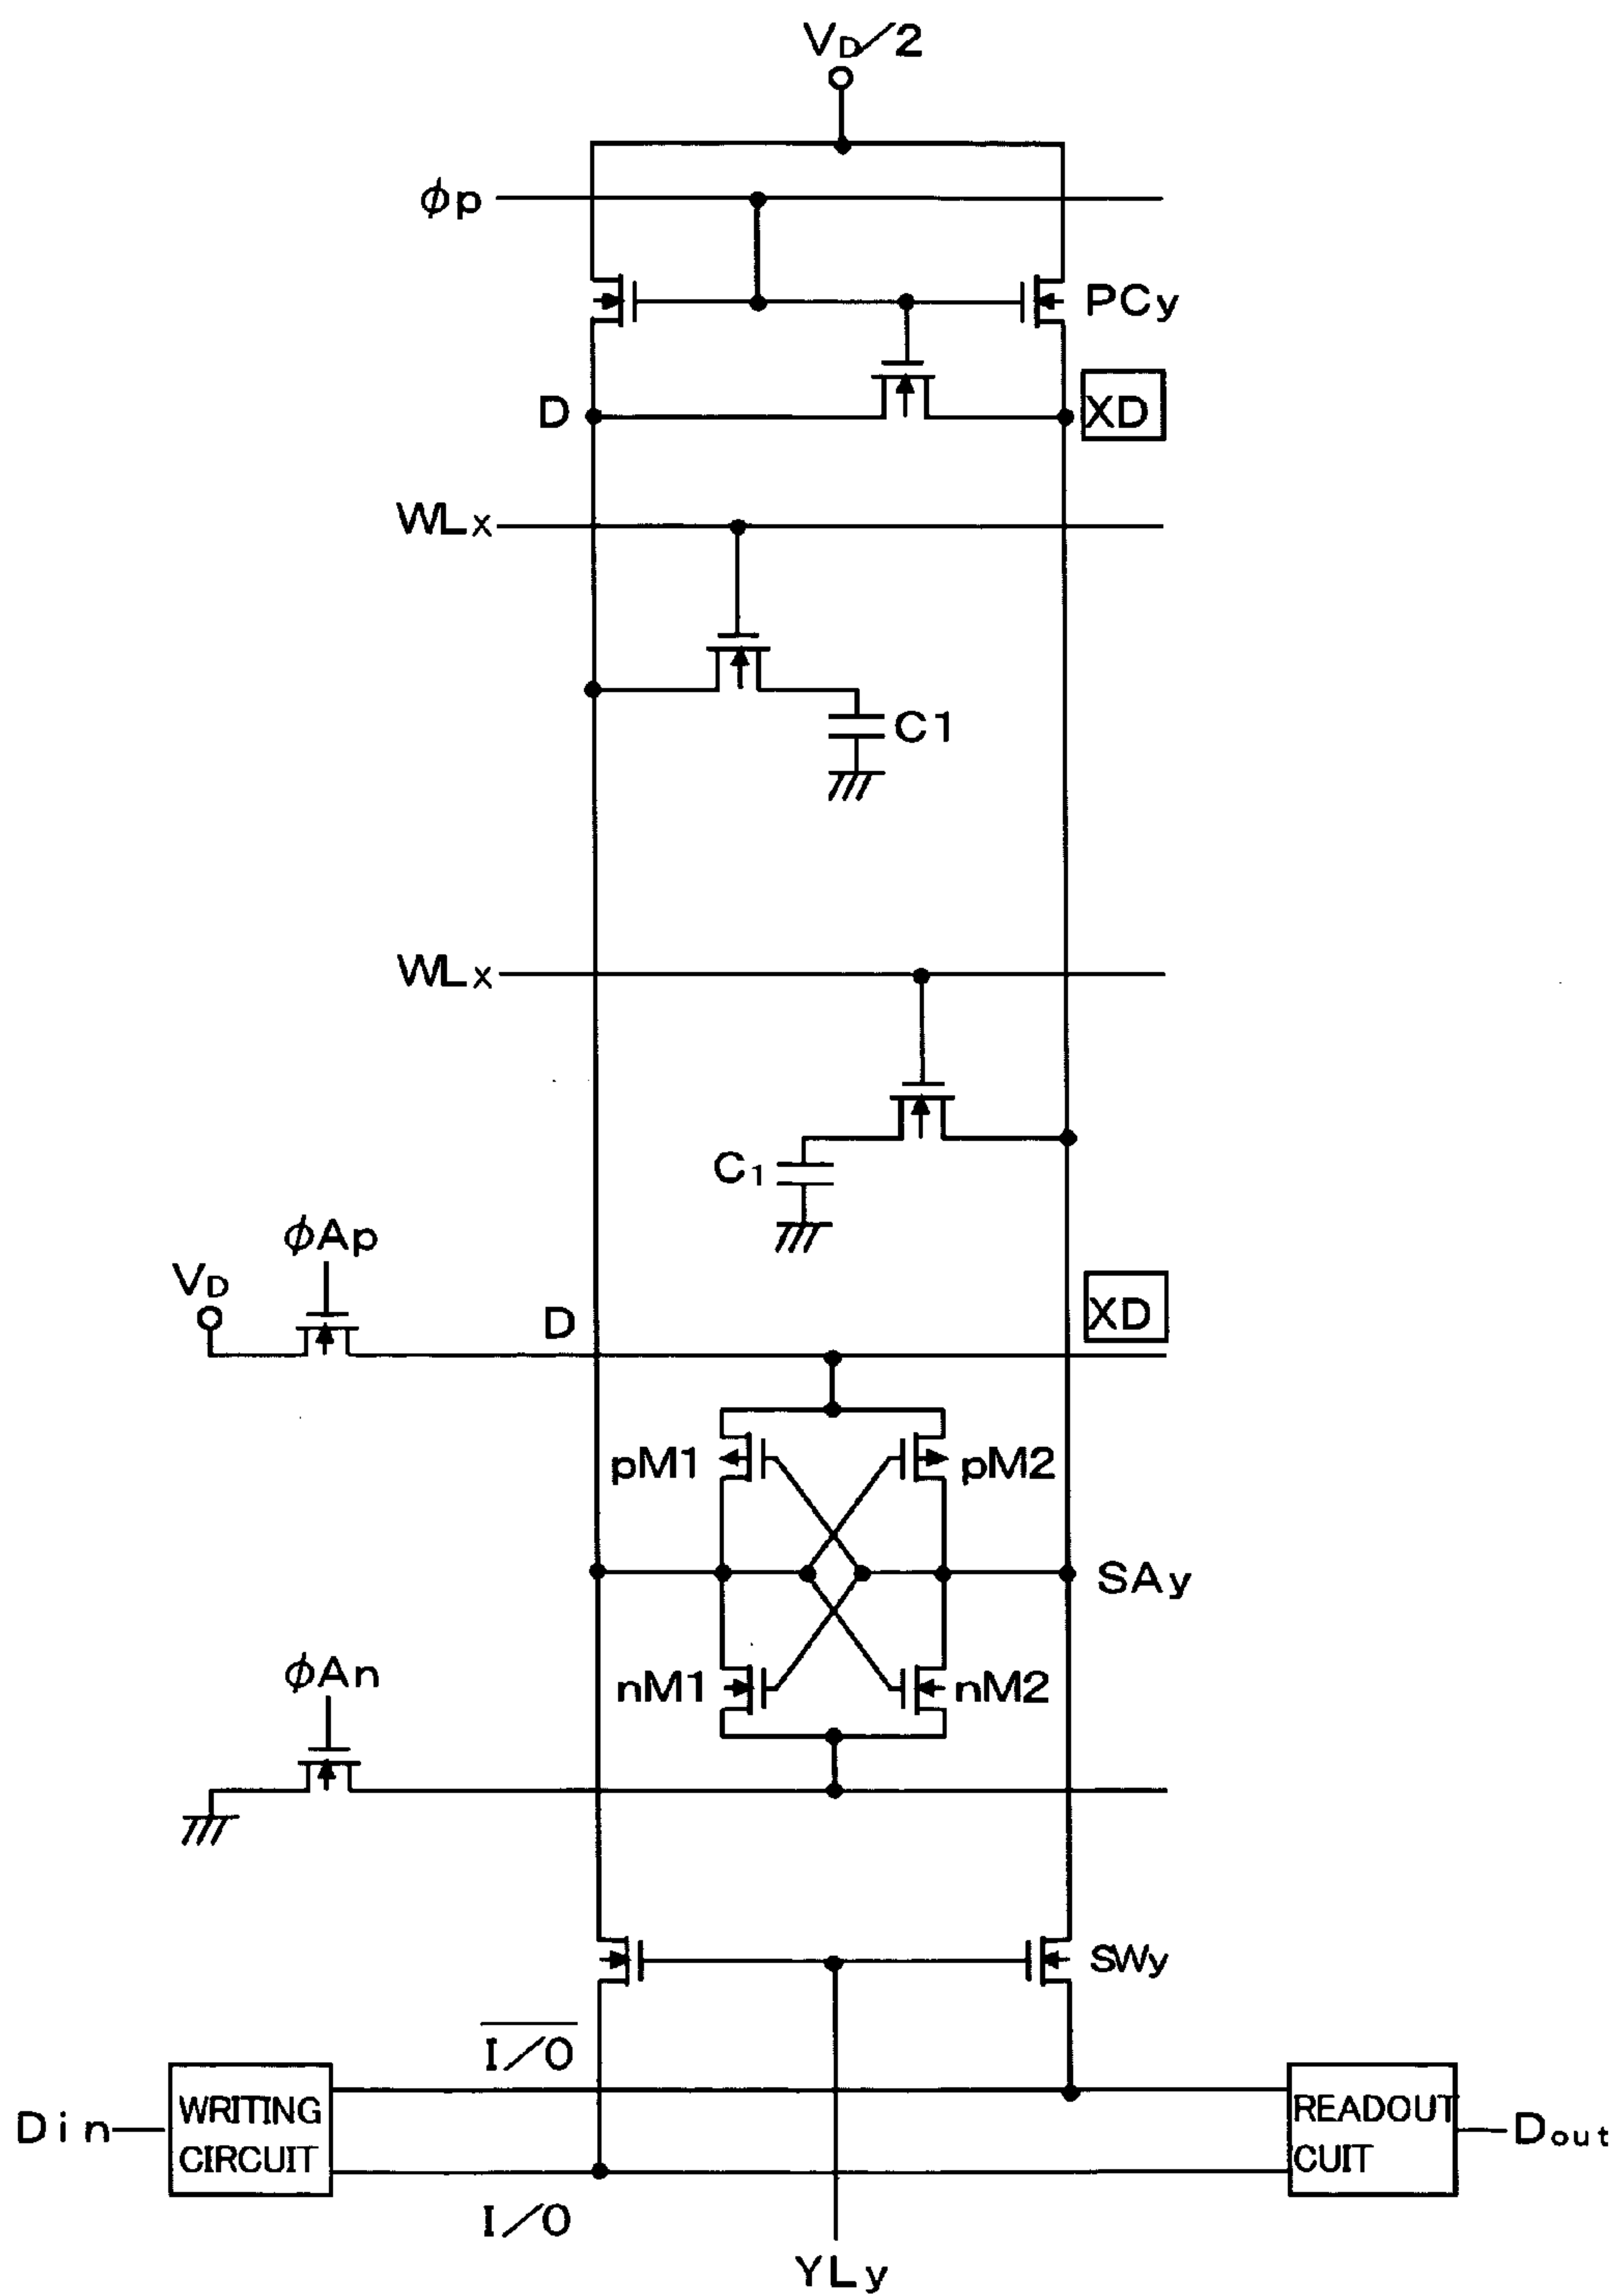 VD/2
ϕp
PCy
D
XD
WLx
C1
WLx
C1
ϕAp
VD
D
XD
pM1
pM2
SAy
ϕAn
nM1
nM2
SWy
I/O
Din
WRITING
CIRCUIT
READOUT
CUIT
Dout
I/O
YLy